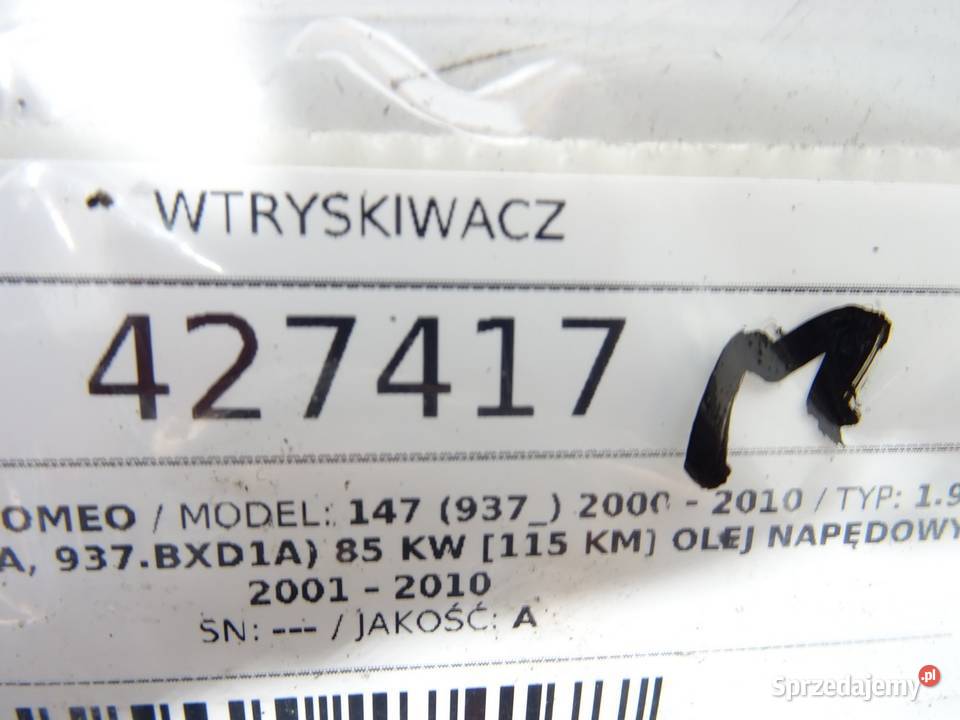 WTRYSKIWACZ
427417 M
OMEO / MODEL: 147 (937_) 2000 - 2010 / TYP: 1.9
A, 937.BXD1A) 85 KW [115 KM] OLEJ NAPĘDOWY
2001 - 2010
SN: --- / JAKOŚĆ: A
Sprzedajemy.pl